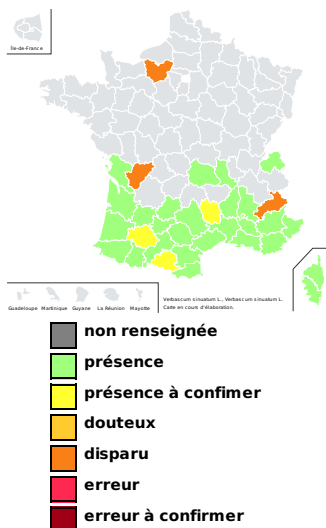 Île-de-France
Guadeloupe Martinique Guyane La Réunion Mayotte
Verbascum sinuatum L., Verbascum sinuatum L.
Carte en cours d'élaboration.
non renseignée
présence
présence à confimer
douteux
disparu
erreur
erreur à confirmer